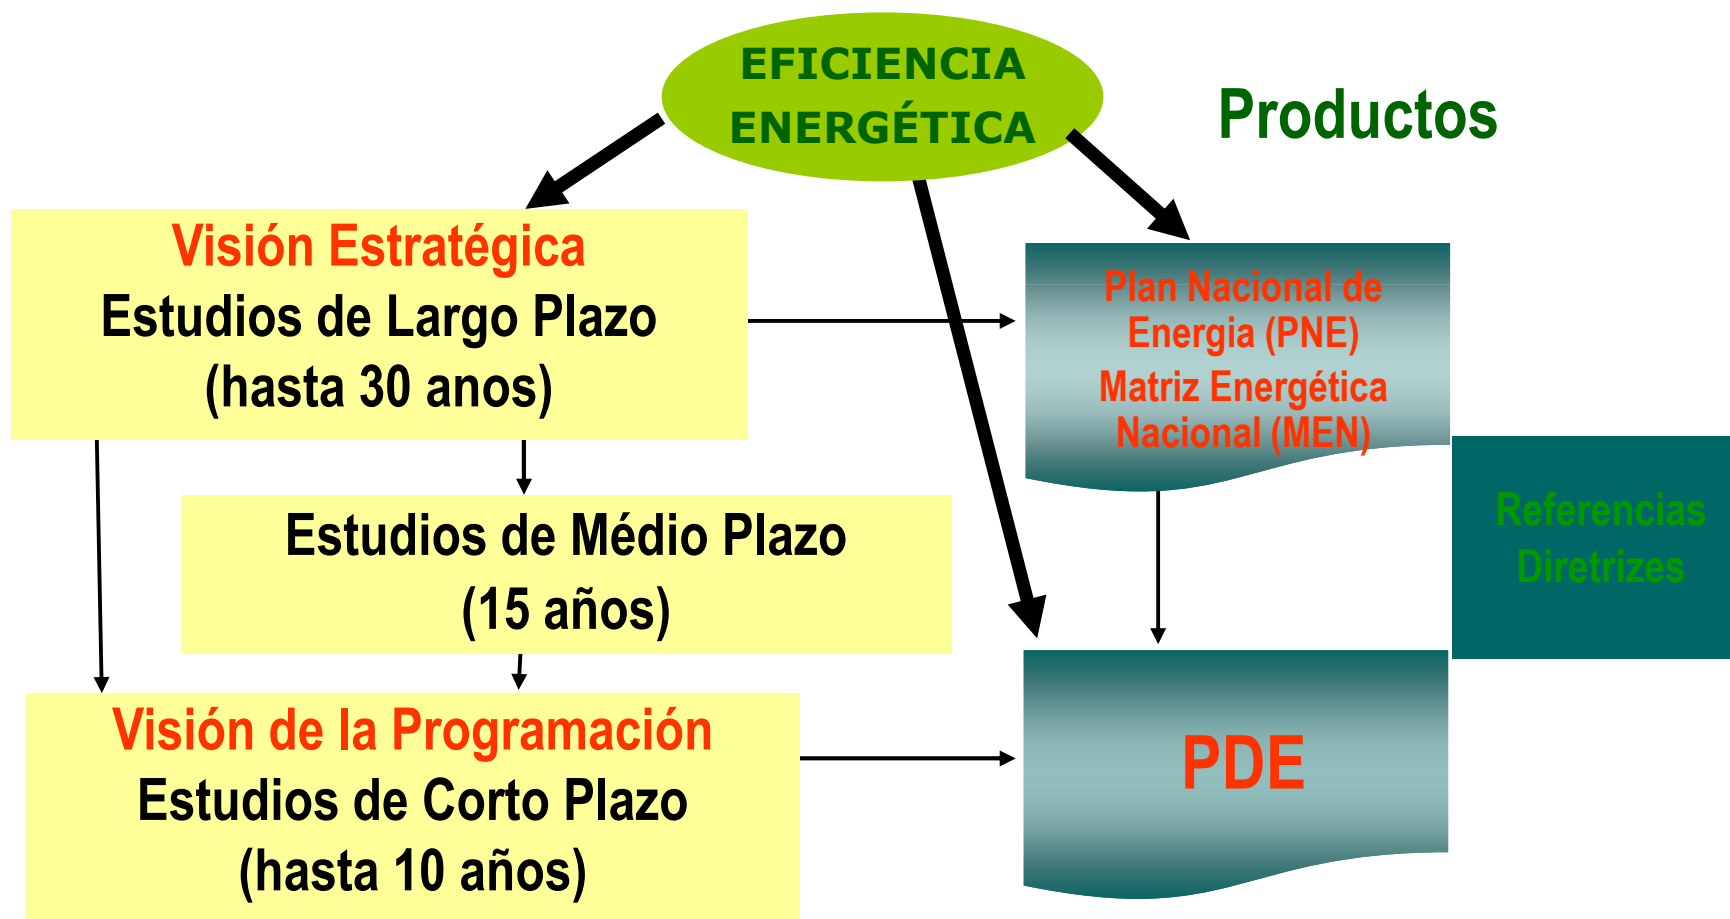 EFICIENCIA
ENERGÉTICA
Productos
Visión Estratégica
Estudios de Largo Plazo
(hasta 30 anos)
Plan Nacional de
Energia (PNE)
Matriz Energética
Nacional (MEN)
Referencias
Diretrizes
Estudios de Médio Plazo
(15 años)
Visión de la Programación
Estudios de Corto Plazo
(hasta 10 años)
PDE